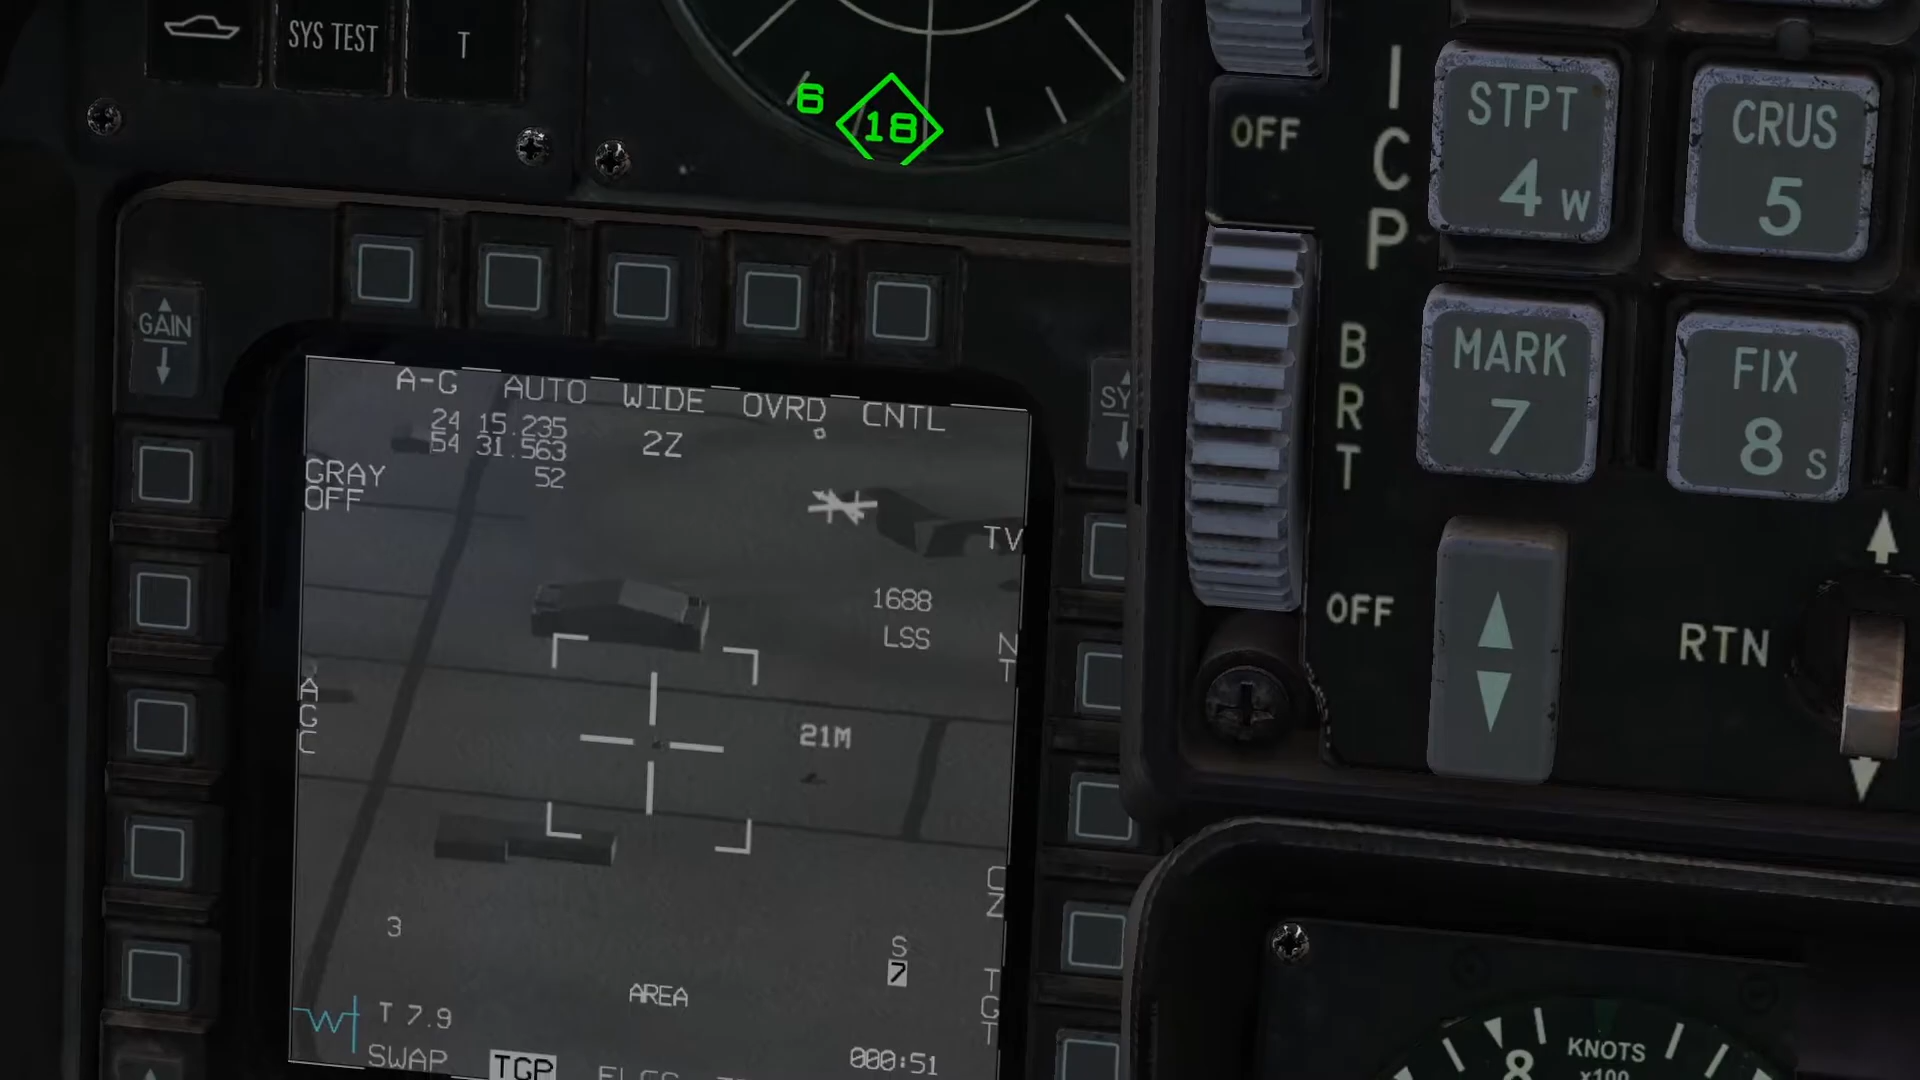 SYS TEST
T
6
18
GAIN
A-G AUTO WIDE OVRD CNTL
24 15.235
54 31.563
52
2Z
GRAY
OFF
TV
1688
LSS
N
T
A
G
C
21M
C
Z
3
S
7
T
G
T
AREA
T 7.9
SWAP TGP
000:51
OFF
I
C
P
B
R
T
OFF
STPT
4 W
CRUS
5
MARK
7
FIX
8 S
RTN
8
KNOTS
x100